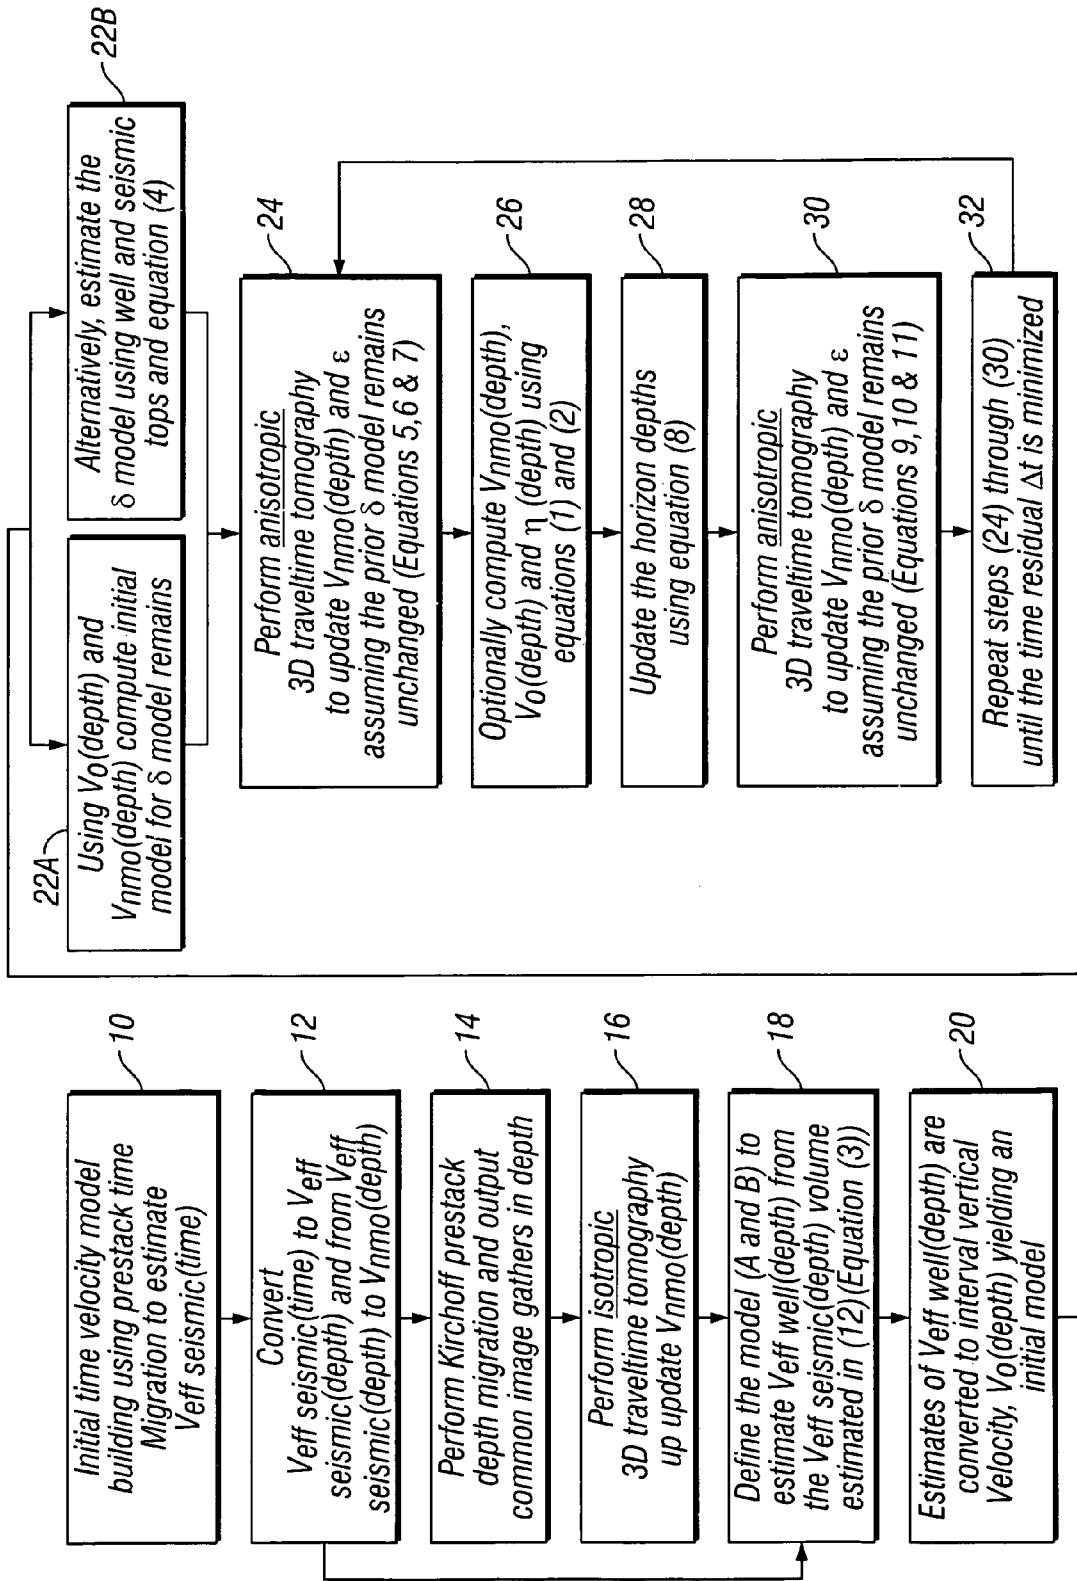 Initial time velocity model
building using prestack time
Migration to estimate
Veff seismic(time)
10
Convert
Veff seismic(time) to Veff
seismic(depth) and from Veff
seismic(depth) to Vnmo(depth)
12
Perform Kirchoff prestack
depth migration and output
common image gathers in depth
14
Perform isotropic
3D traveltime tomography
up update Vnmo(depth)
16
Define the model (A and B) to
estimate Veff well(depth) from
the Veff seismic(depth) volume
estimated in (12)(Equation (3))
18
Estimates of Veff well(depth) are
converted to interval vertical
Velocity, Vo(depth) yielding an
initial model
20
22A
Using Vo(depth) and
Vnmo(depth) compute initial
model for δ model remains
Alternatively, estimate the
δ model using well and seismic
tops and equation (4)
22B
Perform anisotropic
3D traveltime tomography
to update Vnmo(depth) and ε
assuming the prior δ model remains
unchanged (Equations 5,6 & 7)
24
Optionally compute Vnmo(depth),
Vo(depth) and η (depth) using
equations (1) and (2)
26
Update the horizon depths
using equation (8)
28
Perform anisotropic
3D traveltime tomography
to update Vnmo(depth) and ε
assuming the prior δ model remains
unchanged (Equations 9,10 & 11)
30
Repeat steps (24) through (30)
until the time residual Δt is minimized
32